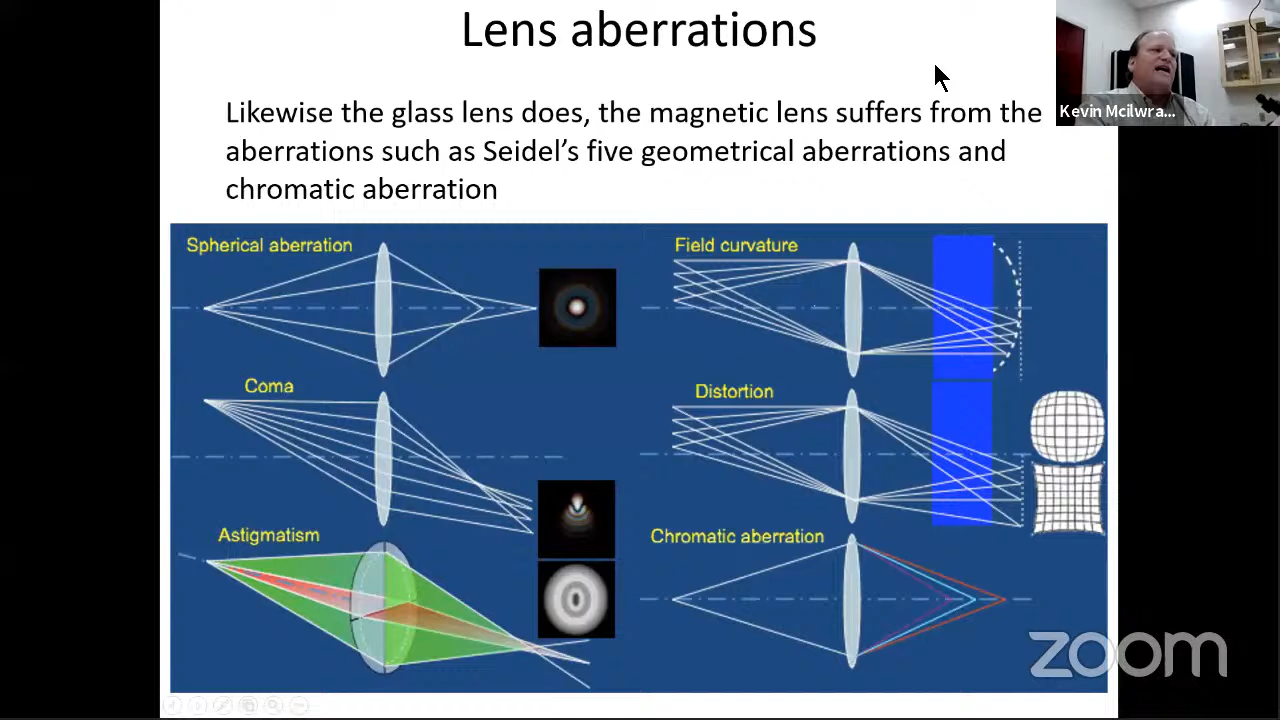 Lens aberrations
Kevin Mcilwra...
Likewise the glass lens does, the magnetic lens suffers from the
aberrations such as Seidel’s five geometrical aberrations and
chromatic aberration
Spherical aberration
Field curvature
Coma
Distortion
Astigmatism
Chromatic aberration
zoom